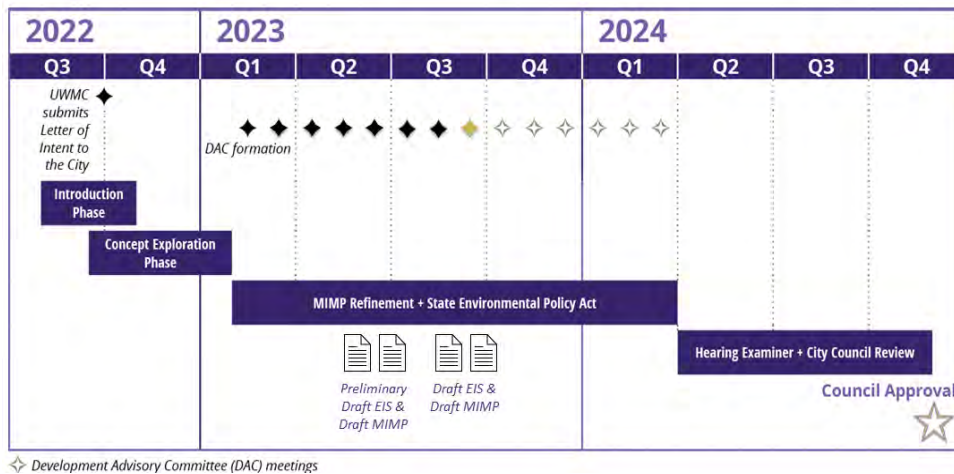 2022 2023 2024
Q3 Q4 Q1 Q2 Q3 Q4 Q1 Q2 Q3 Q4
UWMC
submits
Letter of
Intent to
the City
DAC formation
Introduction
Phase
Concept Exploration
Phase
MIMP Refinement + State Environmental Policy Act
Hearing Examiner + City Council Review
Preliminary
Draft EIS &
Draft MIMP
Draft EIS &
Draft MIMP
Council Approval
Development Advisory Committee (DAC) meetings